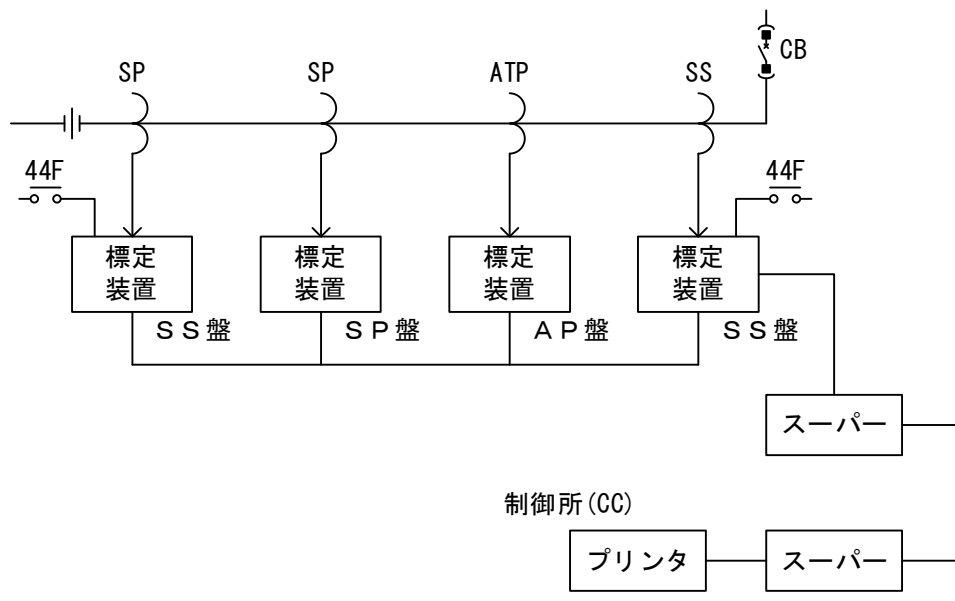 CB
SP
SP
ATP
SS
44F
44F
標定
装置
標定
装置
標定
装置
標定
装置
ＳＳ盤
ＳＰ盤
ＡＰ盤
ＳＳ盤
スーパー
制御所(CC)
プリンタ
スーパー